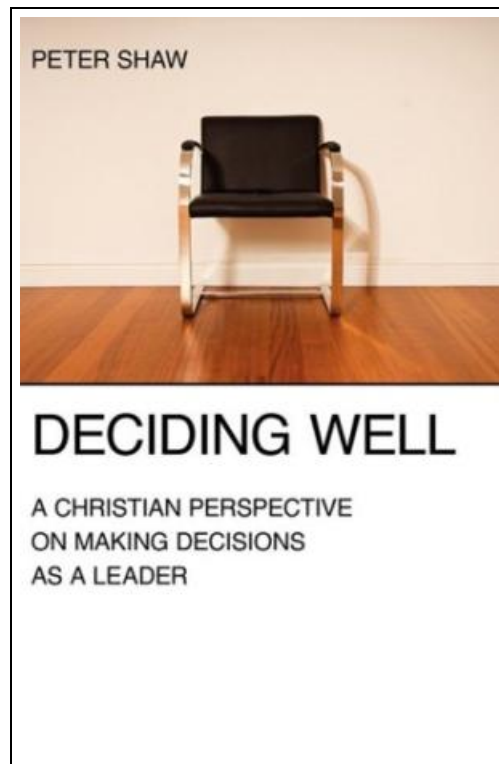 PETER SHAW
DECIDING WELL
A CHRISTIAN PERSPECTIVE
ON MAKING DECISIONS
AS A LEADER